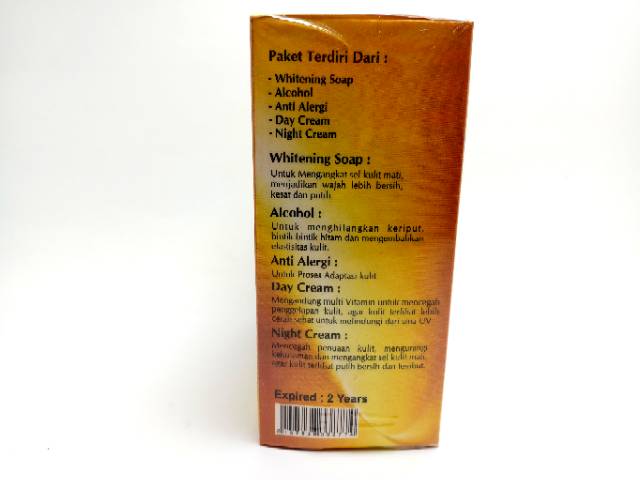 Paket Terdiri Dari :
- Whitening Soap
- Alcohol
- Anti Alergi
- Day Cream
- Night Cream
Whitening Soap :
Untuk Mengangkat sel kulit mati,
menjadikan wajah lebih bersih,
kesat dan putih
Alcohol :
Untuk menghilangkan keriput,
bintik-bintik hitam dan mengembalikan
elastisitas kulit.
Anti Alergi :
Untuk Proses Adaptasi kulit
Day Cream :
Mengandung multi Vitamin untuk mencegah
penggelapan kulit, agar kulit terlihat lebih
cerah sehat untuk melindungi dari sina UV
Night Cream :
Mencegah penuaan kulit, mengurangi
kekusaman dan mengangkat sel kulit mati,
agar kulit terlihat putih bersih dan lembut.
Expired : 2 Years